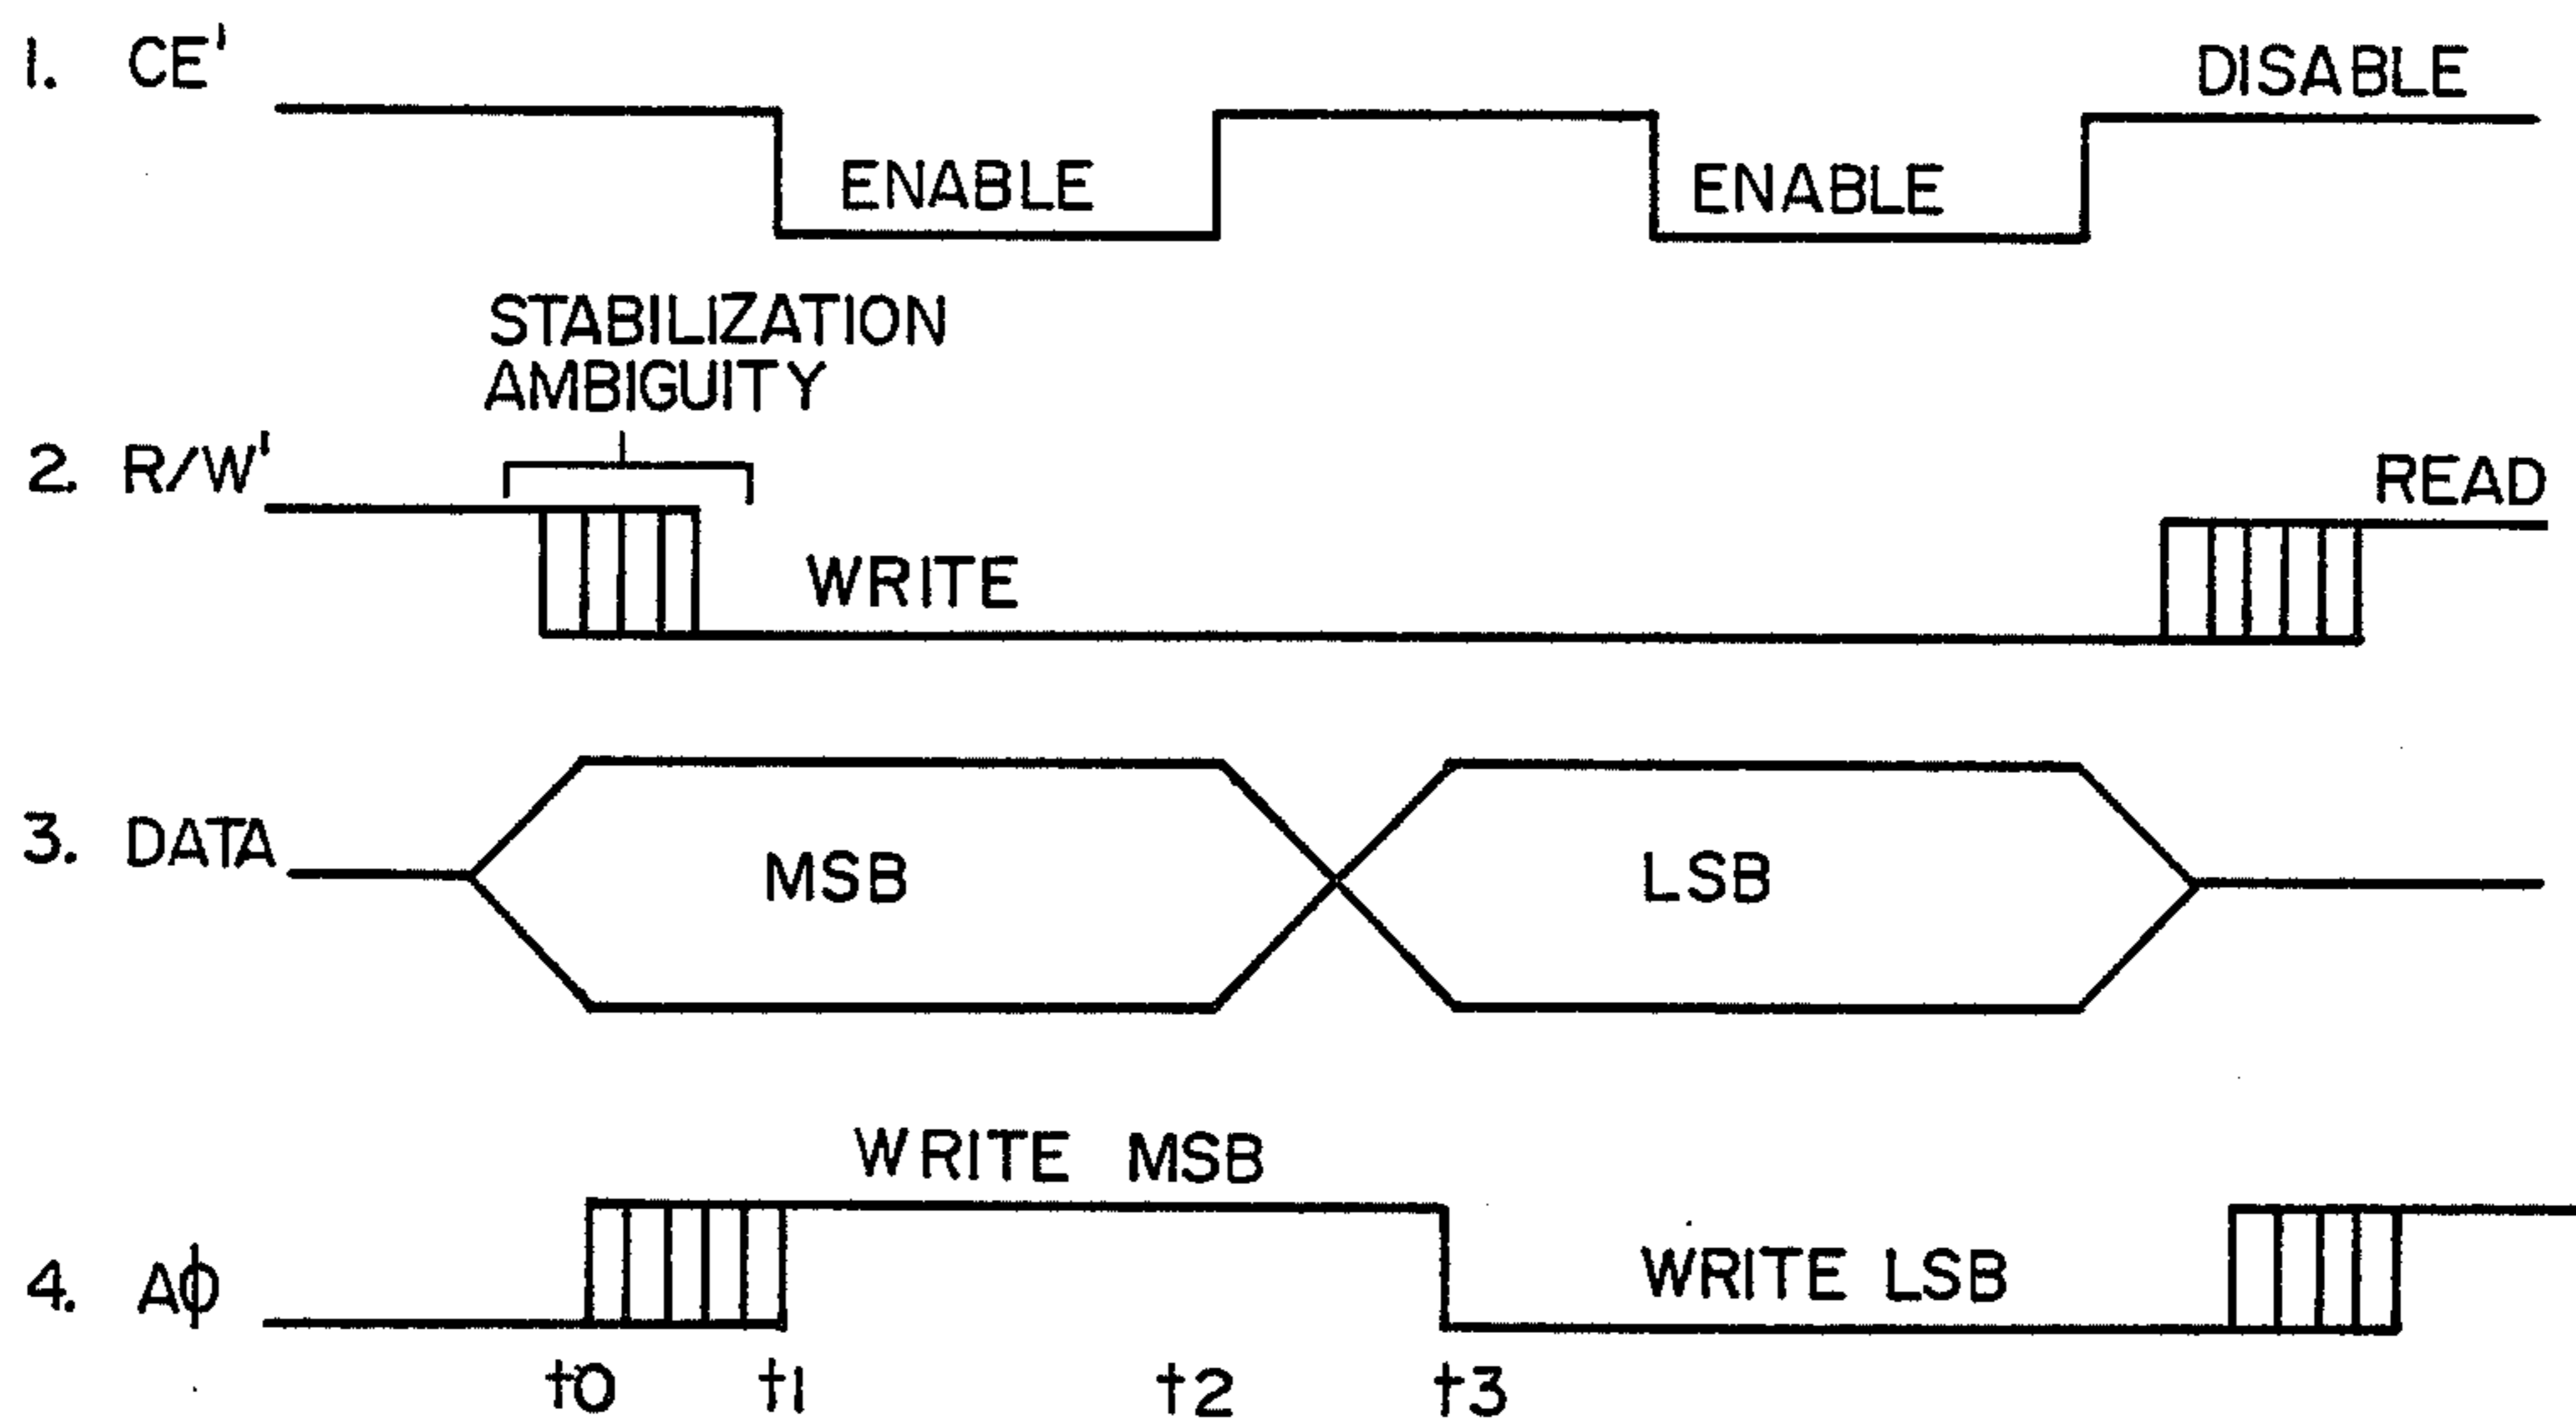 1. CE'
DISABLE
ENABLE
ENABLE
STABILIZATION
AMBIGUITY
2. R/W'
READ
WRITE
3. DATA
MSB
LSB
WRITE MSB
4. Aϕ
WRITE LSB
t0
t1
t2
t3